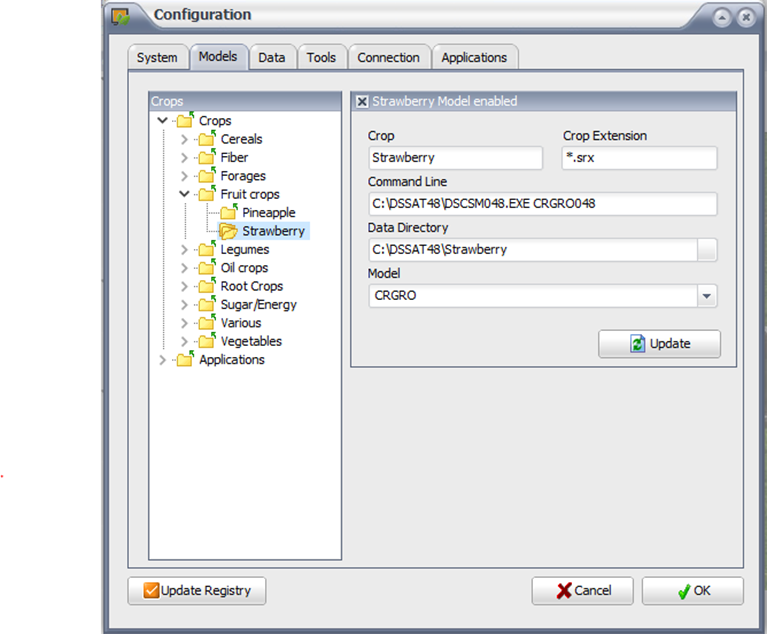 Configuration
System
Models
Data
Tools
Connection
Applications
Crops
Crops
Cereals
Fiber
Forages
Fruit crops
Pineapple
Strawberry
Legumes
Oil crops
Root Crops
Sugar/Energy
Various
Vegetables
Applications
Strawberry Model enabled
Crop
Crop Extension
Strawberry
*.srx
Command Line
C:\DSSAT48\DSCSM048.EXE CRGRO048
Data Directory
C:\DSSAT48\Strawberry
Model
CRGRO
Update
Update Registry
Cancel
OK